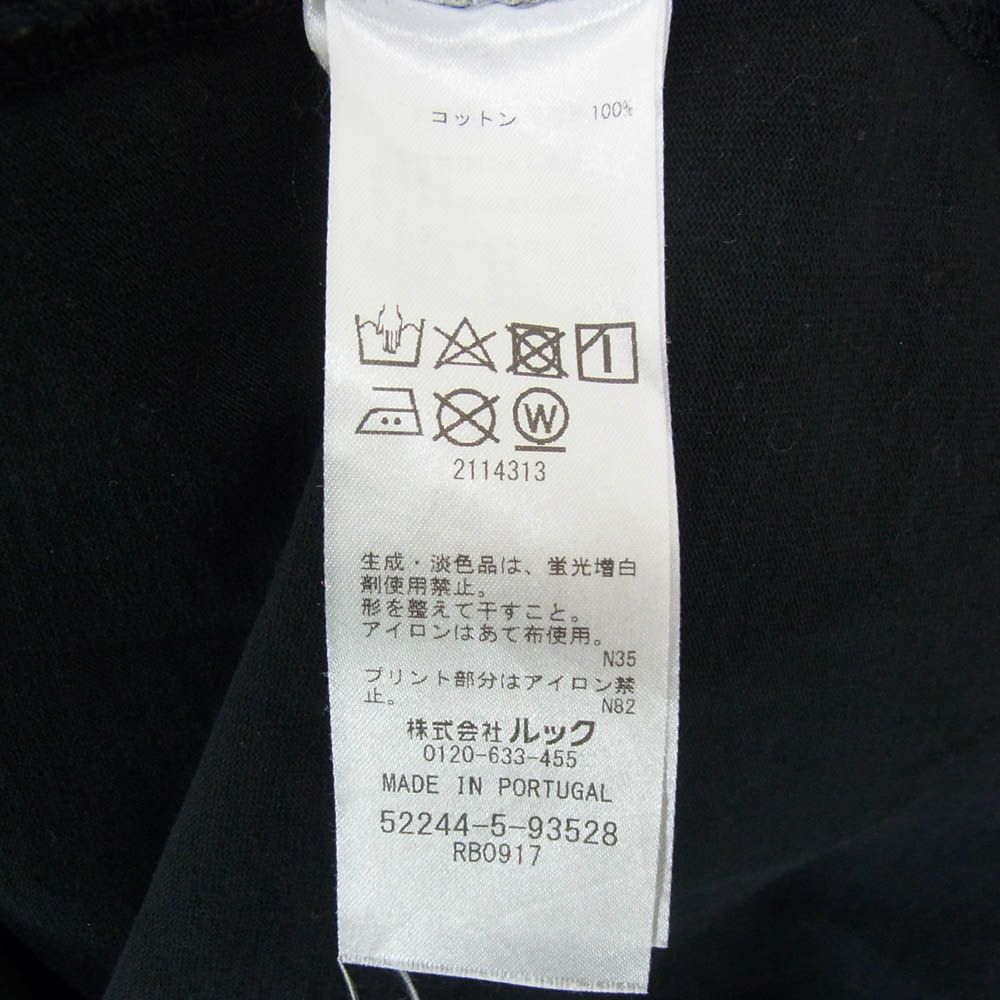 コットン 100%
W
2114313
生成・淡色品は、蛍光増白
剤使用禁止。
形を整えて干すこと。
アイロンはあて布使用。
N35
プリント部分はアイロン禁
止。 N82
株式会社 ルック
0120-633-455
MADE IN PORTUGAL
52244-5-93528
RB0917